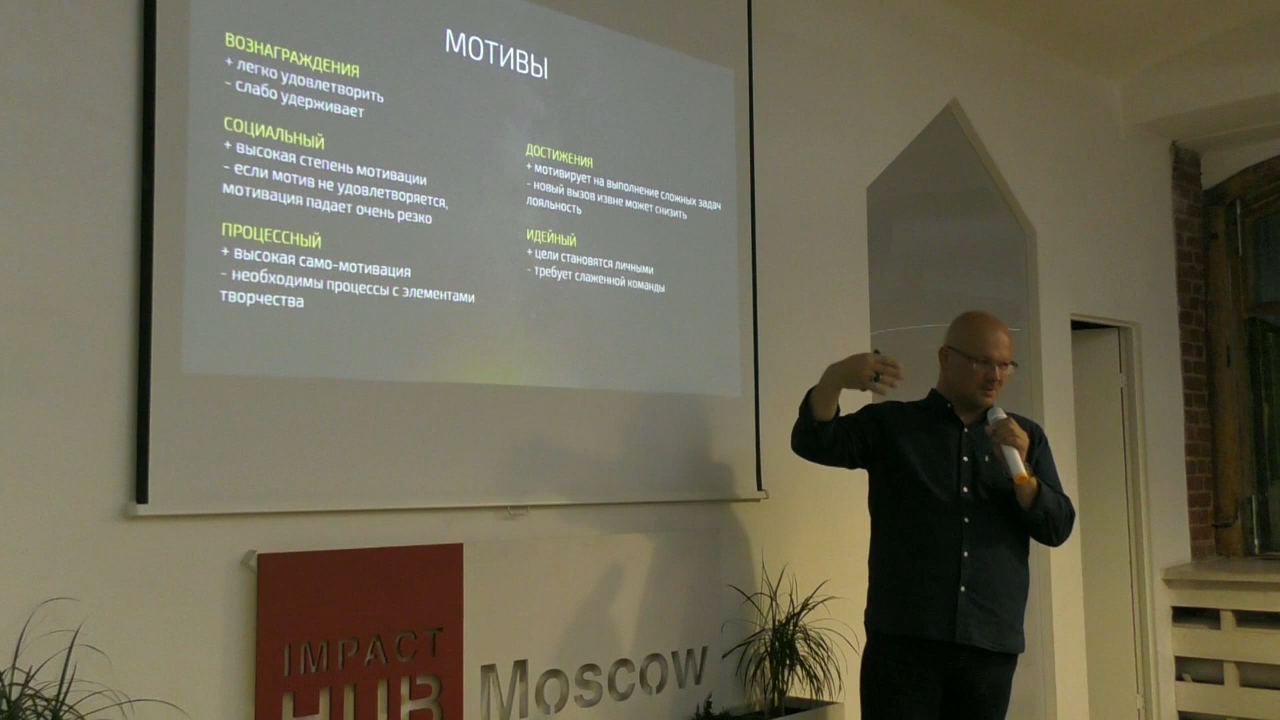 МОТИВЫ
ВОЗНАГРАЖДЕНИЯ
+ легко удовлетворить
- слабо удерживает
СОЦИАЛЬНЫЙ
+ высокая степень мотивации
- если мотив не удовлетворяется,
мотивация падает очень резко
ПРОЦЕССНЫЙ
+ высокая само-мотивация
- необходимы процессы с элементами
творчества
ДОСТИЖЕНИЯ
+ мотивирует на выполнение сложных задач
- новый вызов извне может снизить
лояльность
ИДЕЙНЫЙ
+ цели становятся личными
- требует слаженной команды
IMPACT
HUB
Moscow